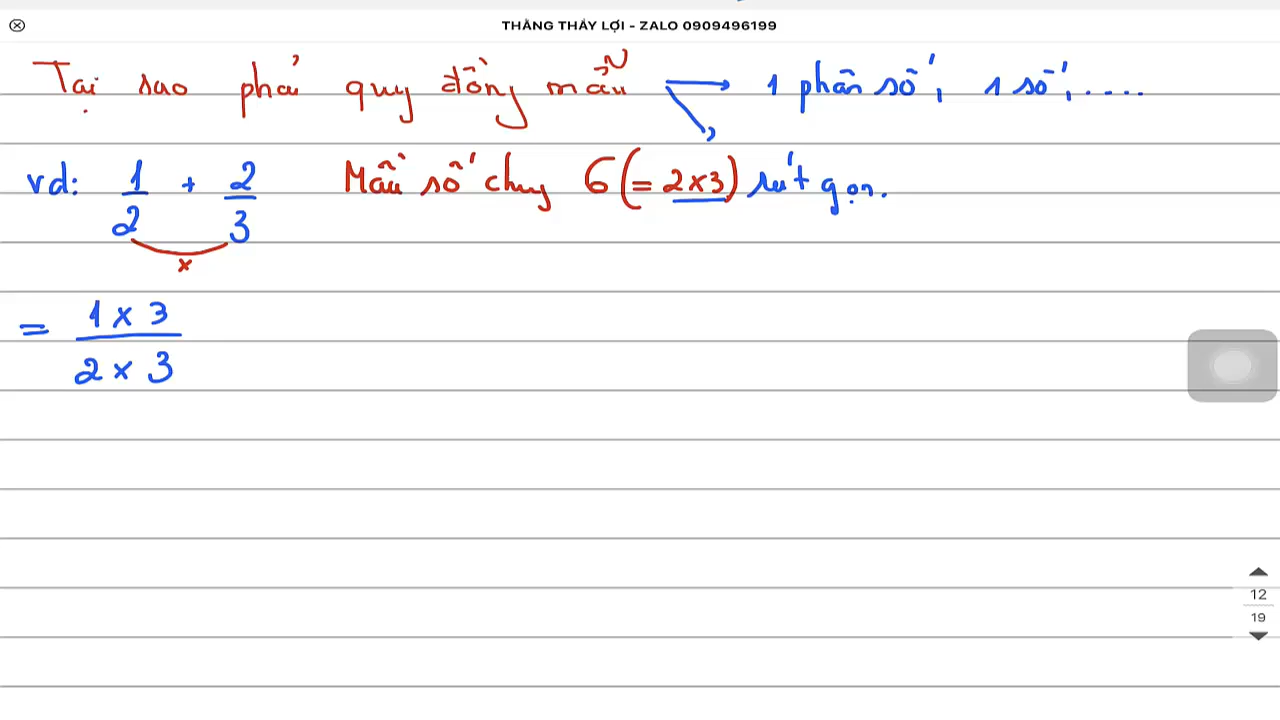 THẮNG THẦY LỢI - ZALO 0909496199
Tại sao phải quy đồng mẫu → 1 phân số, 1 số, ....
vd: 1/2 + 2/3 Mẫu số chung 6 (= 2 x 3) rút gọn.
x
= 1 x 3 / 2 x 3
12
19